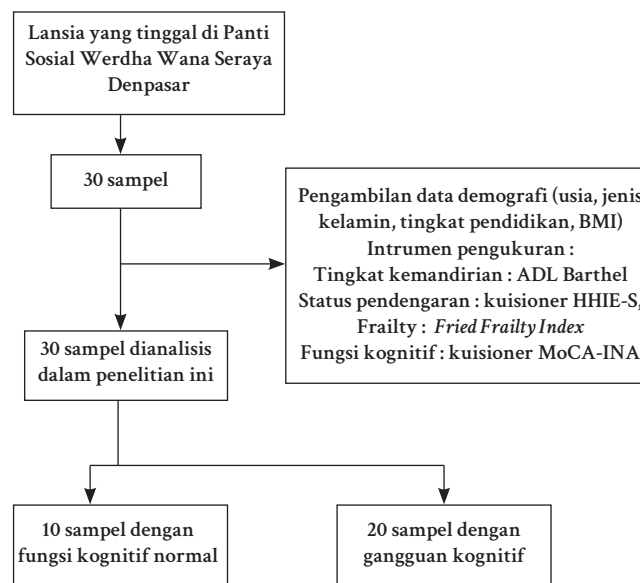 Lansia yang tinggal di Panti
Sosial Werdha Wana Seraya
Denpasar
30 sampel
Pengambilan data demografi (usia, jenis
kelamin, tingkat pendidikan, BMI)
Intrumen pengukuran :
Tingkat kemandirian : ADL Barthel
Status pendengaran : kuisioner HHIE-S,
Frailty : Fried Frailty Index
Fungsi kognitif : kuisioner MoCA-INA
30 sampel dianalisis
dalam penelitian ini
10 sampel dengan
fungsi kognitif normal
20 sampel dengan
gangguan kognitif